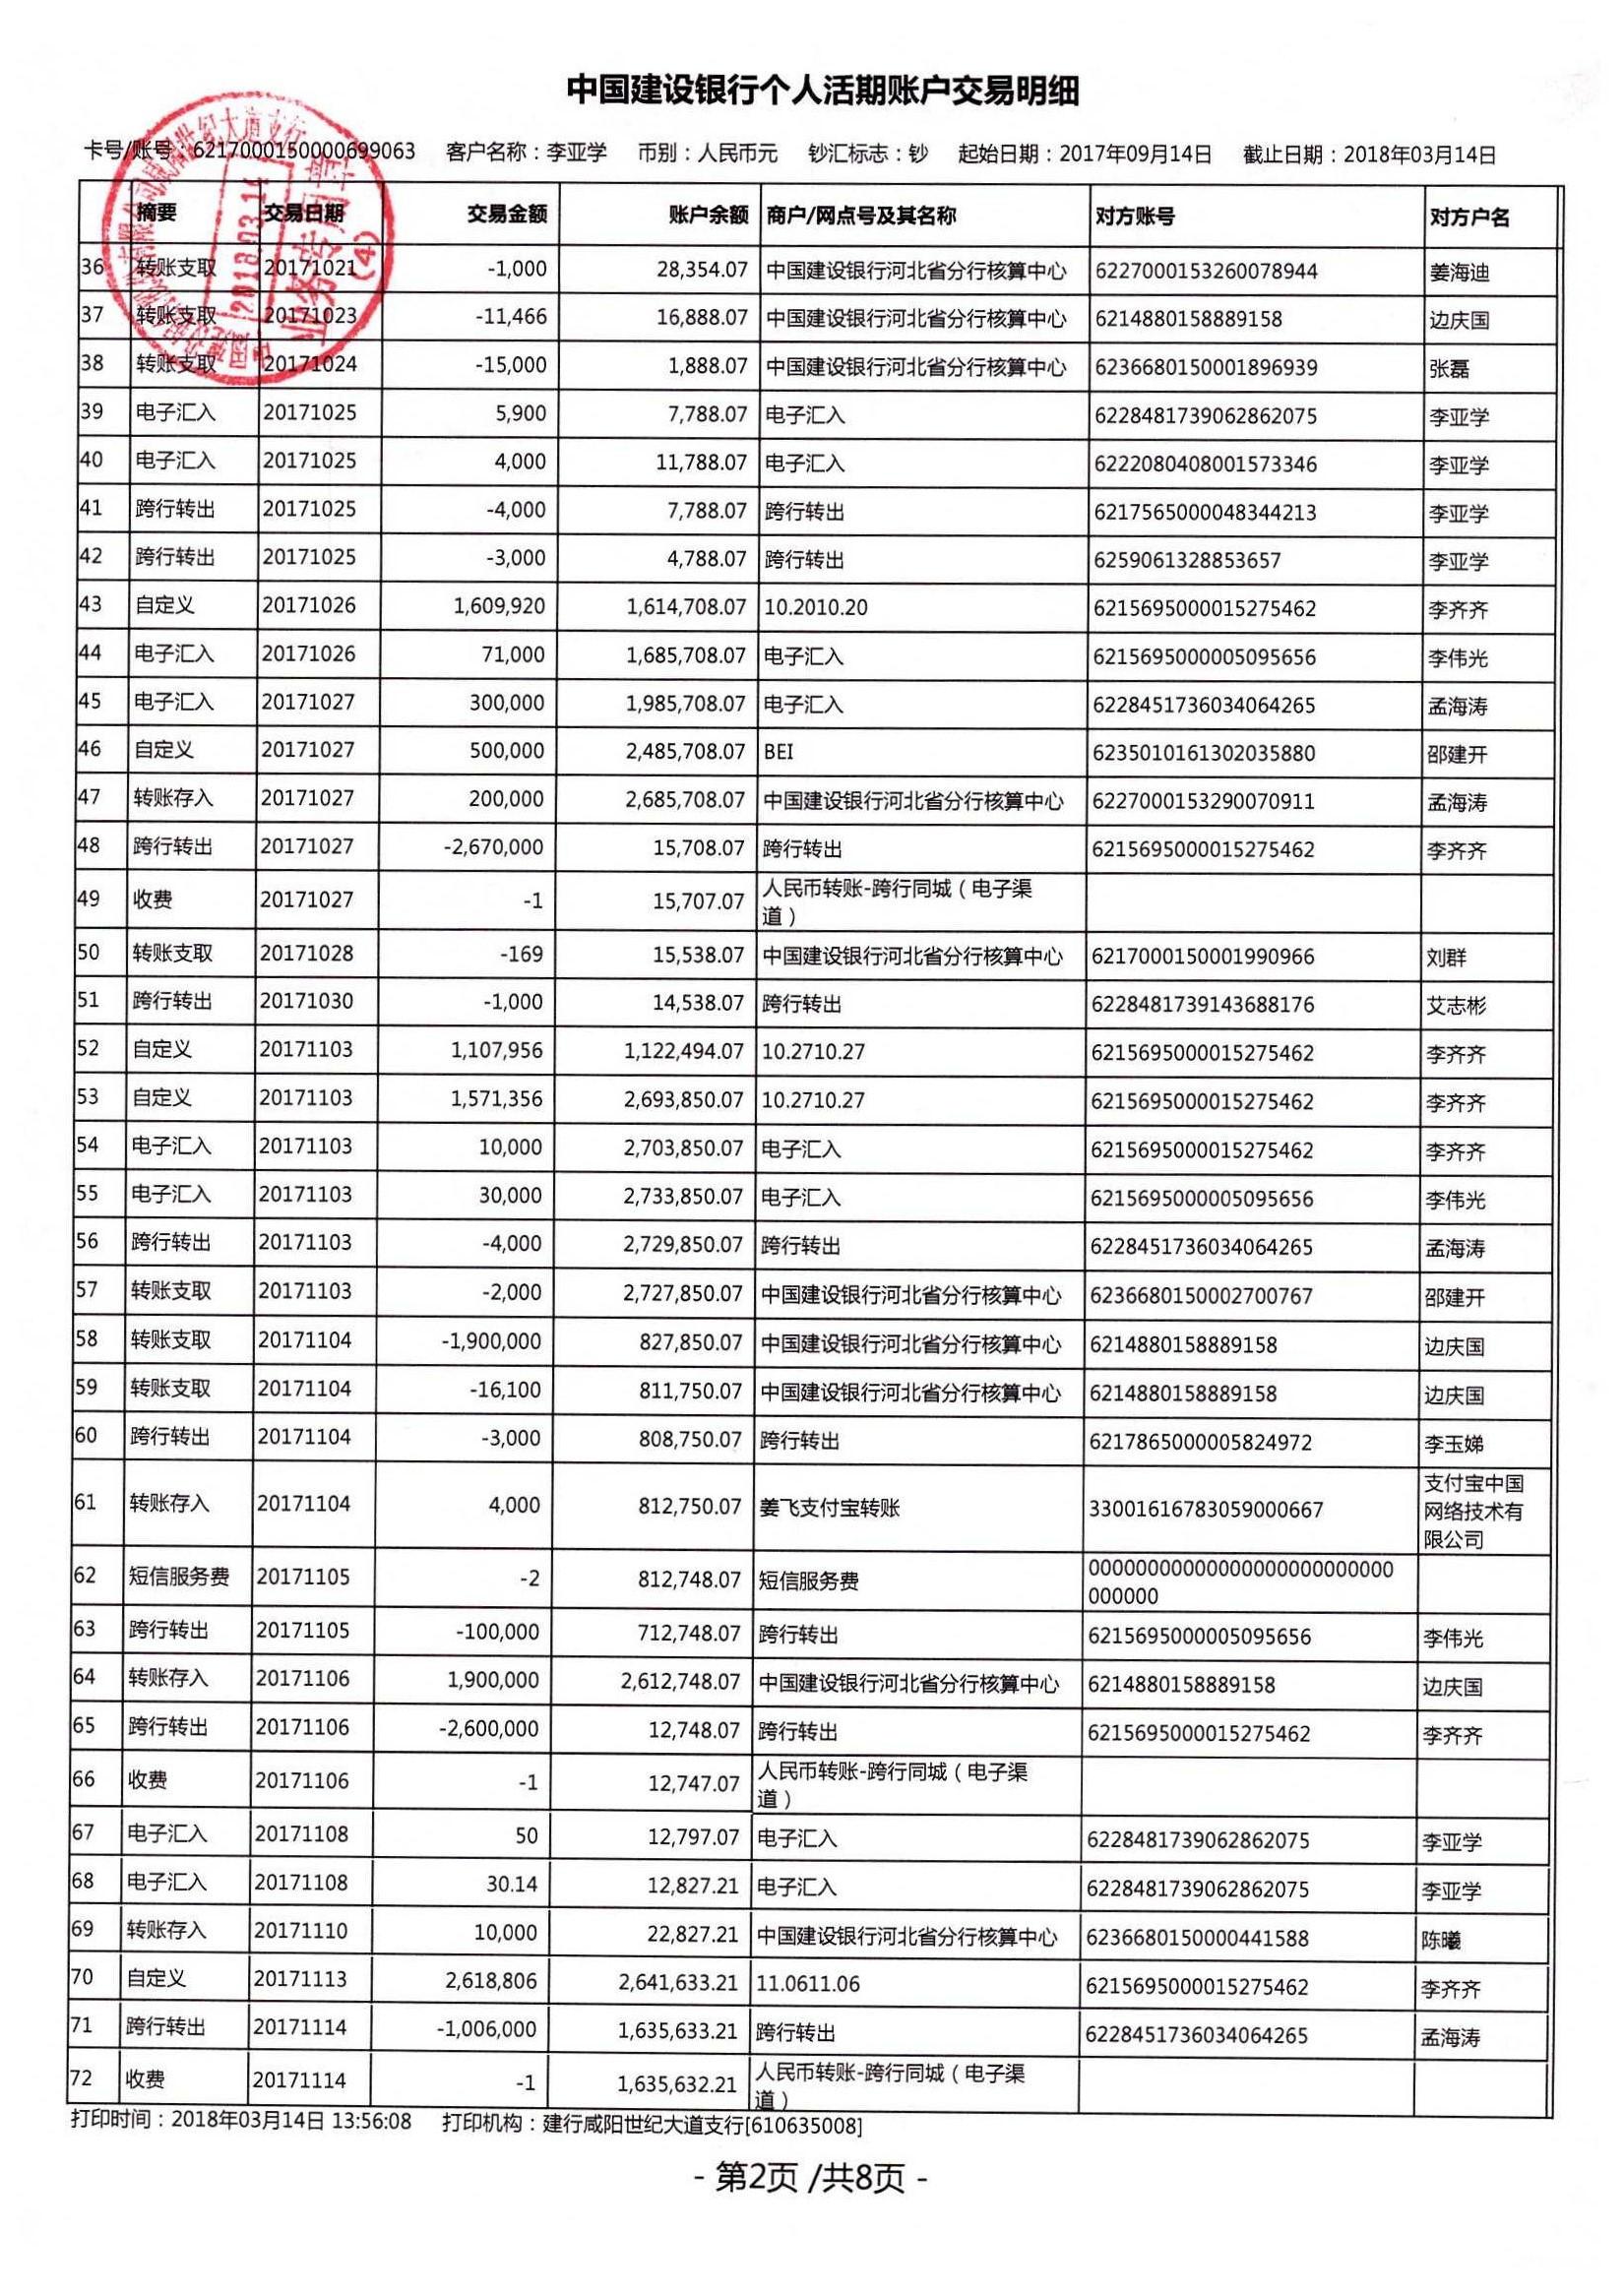 中国建设银行个人活期账户交易明细
卡号/账号：6217000150000699063 客户名称：李亚学 币别：人民币元 钞汇标志：钞 起始日期：2017年09月14日 截止日期：2018年03月14日
摘要 交易日期 交易金额 账户余额 商户/网点号及其名称 对方账号 对方户名
36 转账支取 20171021 -1,000 28,354.07 中国建设银行河北省分行核算中心 6227000153260078944 姜海迪
37 转账支取 20171023 -11,466 16,888.07 中国建设银行河北省分行核算中心 6214880158889158 边庆国
38 转账支取 20171024 -15,000 1,888.07 中国建设银行河北省分行核算中心 6236680150001896939 张磊
39 电子汇入 20171025 5,900 7,788.07 电子汇入 6228481739062862075 李亚学
40 电子汇入 20171025 4,000 11,788.07 电子汇入 6222080408001573346 李亚学
41 跨行转出 20171025 -4,000 7,788.07 跨行转出 6217565000048344213 李亚学
42 跨行转出 20171025 -3,000 4,788.07 跨行转出 6259061328853657 李亚学
43 自定义 20171026 1,609,920 1,614,708.07 10.2010.20 6215695000015275462 李齐齐
44 电子汇入 20171026 71,000 1,685,708.07 电子汇入 6215695000005095656 李伟光
45 电子汇入 20171027 300,000 1,985,708.07 电子汇入 6228451736034064265 孟海涛
46 自定义 20171027 500,000 2,485,708.07 BEI 6235010161302035880 邵建开
47 转账存入 20171027 200,000 2,685,708.07 中国建设银行河北省分行核算中心 6227000153290070911 孟海涛
48 跨行转出 20171027 -2,670,000 15,708.07 跨行转出 6215695000015275462 李齐齐
49 收费 20171027 -1 15,707.07 人民币转账-跨行同城（电子渠
道）
50 转账支取 20171028 -169 15,538.07 中国建设银行河北省分行核算中心 6217000150001990966 刘群
51 跨行转出 20171030 -1,000 14,538.07 跨行转出 6228481739143688176 艾志彬
52 自定义 20171103 1,107,956 1,122,494.07 10.2710.27 6215695000015275462 李齐齐
53 自定义 20171103 1,571,356 2,693,850.07 10.2710.27 6215695000015275462 李齐齐
54 电子汇入 20171103 10,000 2,703,850.07 电子汇入 6215695000015275462 李齐齐
55 电子汇入 20171103 30,000 2,733,850.07 电子汇入 6215695000005095656 李伟光
56 跨行转出 20171103 -4,000 2,729,850.07 跨行转出 6228451736034064265 孟海涛
57 转账支取 20171103 -2,000 2,727,850.07 中国建设银行河北省分行核算中心 6236680150002700767 邵建开
58 转账支取 20171104 -1,900,000 827,850.07 中国建设银行河北省分行核算中心 6214880158889158 边庆国
59 转账支取 20171104 -16,100 811,750.07 中国建设银行河北省分行核算中心 6214880158889158 边庆国
60 跨行转出 20171104 -3,000 808,750.07 跨行转出 6217865000005824972 李玉娣
61 转账存入 20171104 4,000 812,750.07 姜飞支付宝转账 33001616783059000667 支付宝中国
网络技术有
限公司
62 短信服务费 20171105 -2 812,748.07 短信服务费 00000000000000000000000000
000000
63 跨行转出 20171105 -100,000 712,748.07 跨行转出 6215695000005095656 李伟光
64 转账存入 20171106 1,900,000 2,612,748.07 中国建设银行河北省分行核算中心 6214880158889158 边庆国
65 跨行转出 20171106 -2,600,000 12,748.07 跨行转出 6215695000015275462 李齐齐
66 收费 20171106 -1 12,747.07 人民币转账-跨行同城（电子渠
道）
67 电子汇入 20171108 50 12,797.07 电子汇入 6228481739062862075 李亚学
68 电子汇入 20171108 30.14 12,827.21 电子汇入 6228481739062862075 李亚学
69 转账存入 20171110 10,000 22,827.21 中国建设银行河北省分行核算中心 6236680150000441588 陈曦
70 自定义 20171113 2,618,806 2,641,633.21 11.0611.06 6215695000015275462 李齐齐
71 跨行转出 20171114 -1,006,000 1,635,633.21 跨行转出 6228451736034064265 孟海涛
72 收费 20171114 -1 1,635,632.21 人民币转账-跨行同城（电子渠
道）
打印时间：2018年03月14日 13:56:08 打印机构：建行咸阳世纪大道支行[610635008]
- 第2页 /共8页 -
2018.03.14
业务专用章
(4)